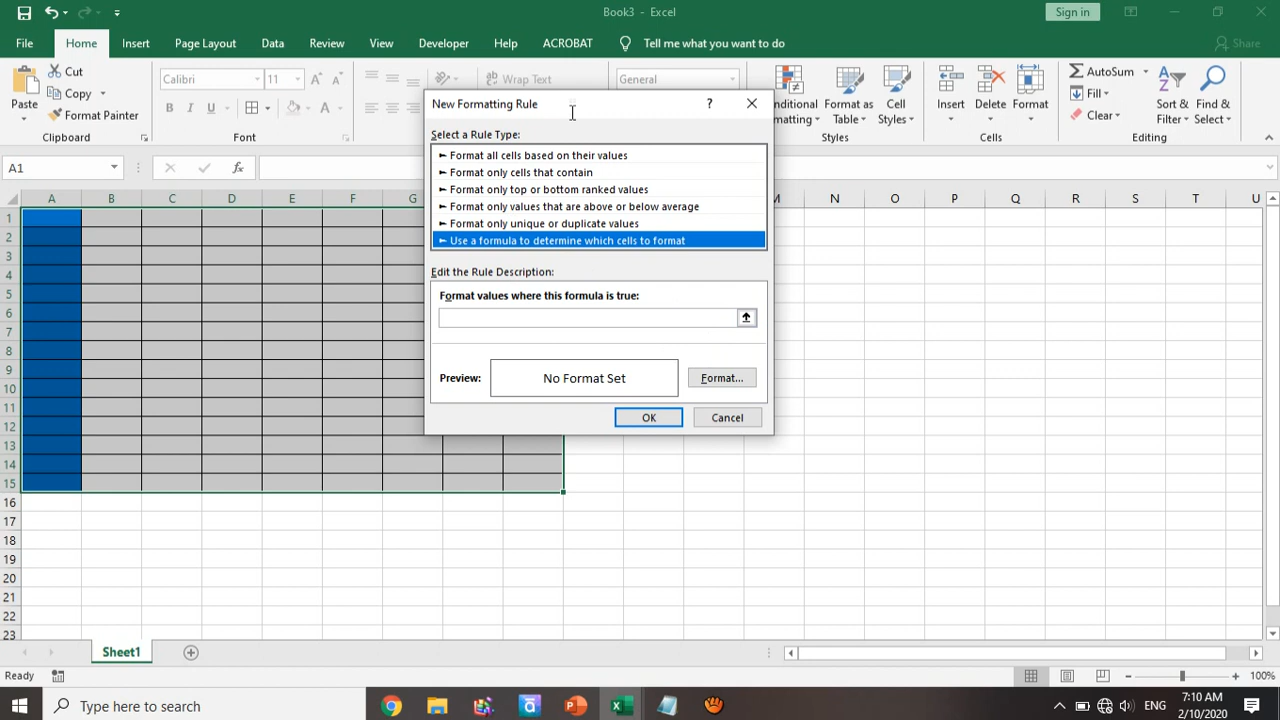 Book3 - Excel
Sign in
File Home Insert Page Layout Data Review View Developer Help ACROBAT Tell me what you want to do Share
Paste
Cut
Copy
Format Painter
Clipboard
Calibri 11
B I U
Font
Wrap Text
General
Conditional Formatting
Format as Table
Cell Styles
Styles
Insert
Delete
Format
Cells
AutoSum
Fill
Clear
Sort & Filter
Find & Select
Editing
A1
fx
New Formatting Rule
? 
Select a Rule Type:
► Format all cells based on their values
► Format only cells that contain
► Format only top or bottom ranked values
► Format only values that are above or below average
► Format only unique or duplicate values
► Use a formula to determine which cells to format
Edit the Rule Description:
Format values where this formula is true:
Preview:
No Format Set
Format...
OK
Cancel
A B C D E F G M N O P Q R S T U
1
2
3
4
5
6
7
8
9
10
11
12
13
14
15
16
17
18
19
20
21
22
23
Sheet1
Ready
100%
Type here to search
ENG
7:10 AM
2/10/2020